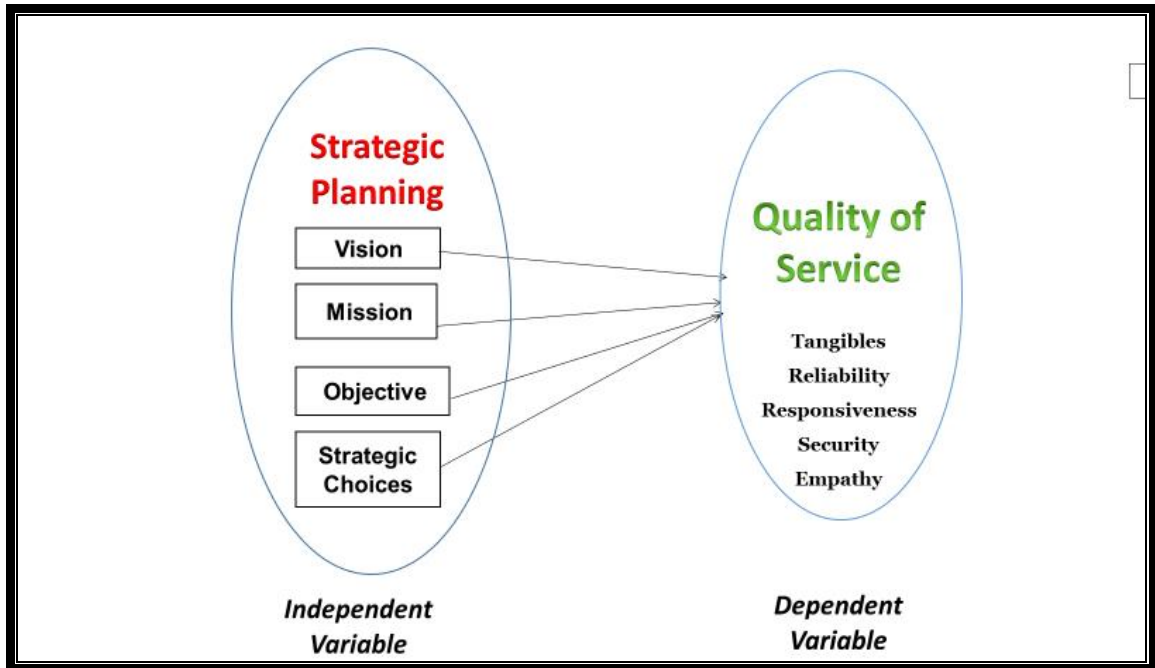 Strategic
Planning
Vision
Mission
Objective
Strategic
Choices
Independent
Variable
Quality of
Service
Tangibles
Reliability
Responsiveness
Security
Empathy
Dependent
Variable